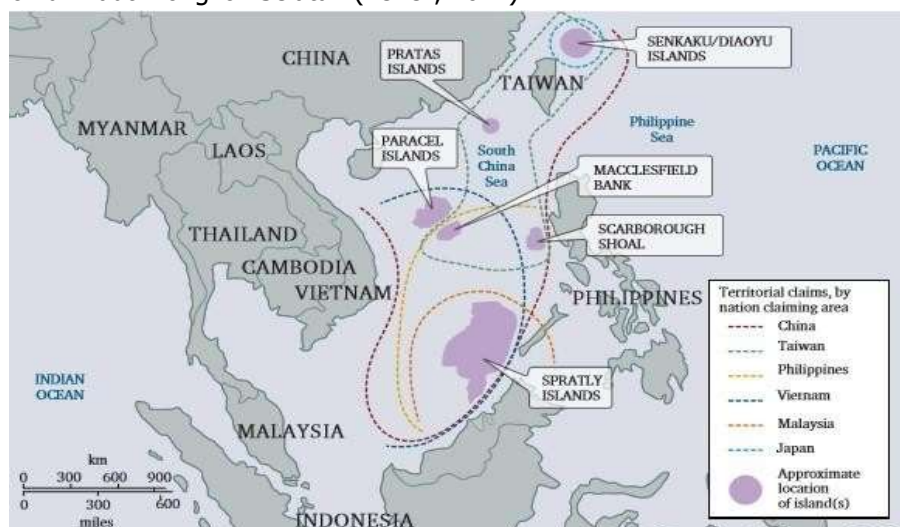 CHINA
PRATAS
ISLANDS
TAIWAN
SENKAKU/DIAOYU
ISLANDS
MYANMAR
LAOS
PARACEL
ISLANDS
South
China
Sea
Philippine
Sea
PACIFIC
OCEAN
MACCLESFIELD
BANK
SCARBOROUGH
SHOAL
THAILAND
CAMBODIA
VIETNAM
PHILIPPINES
INDIAN
OCEAN
SPRATLY
ISLANDS
MALAYSIA
INDONESIA
km
0 300 600 900
0 300 600
miles
Territorial claims, by
nation claiming area
China
Taiwan
Philippines
Vietnam
Malaysia
Japan
Approximate
location
of island(s)